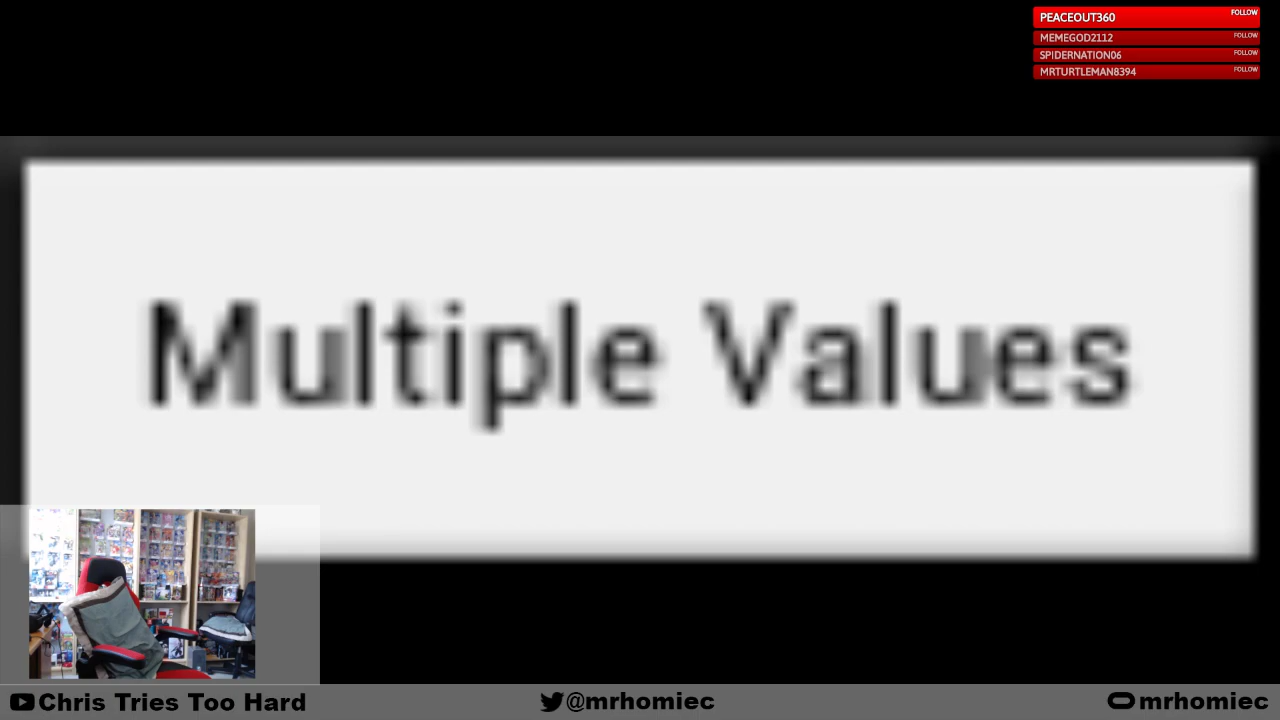 PEACEOUT360 FOLLOW
MEMEGOD2112 FOLLOW
SPIDERNATION06 FOLLOW
MRTURTLEMAN8394 FOLLOW
Multiple Values
Chris Tries Too Hard
@mrhomiec
mrhomiec